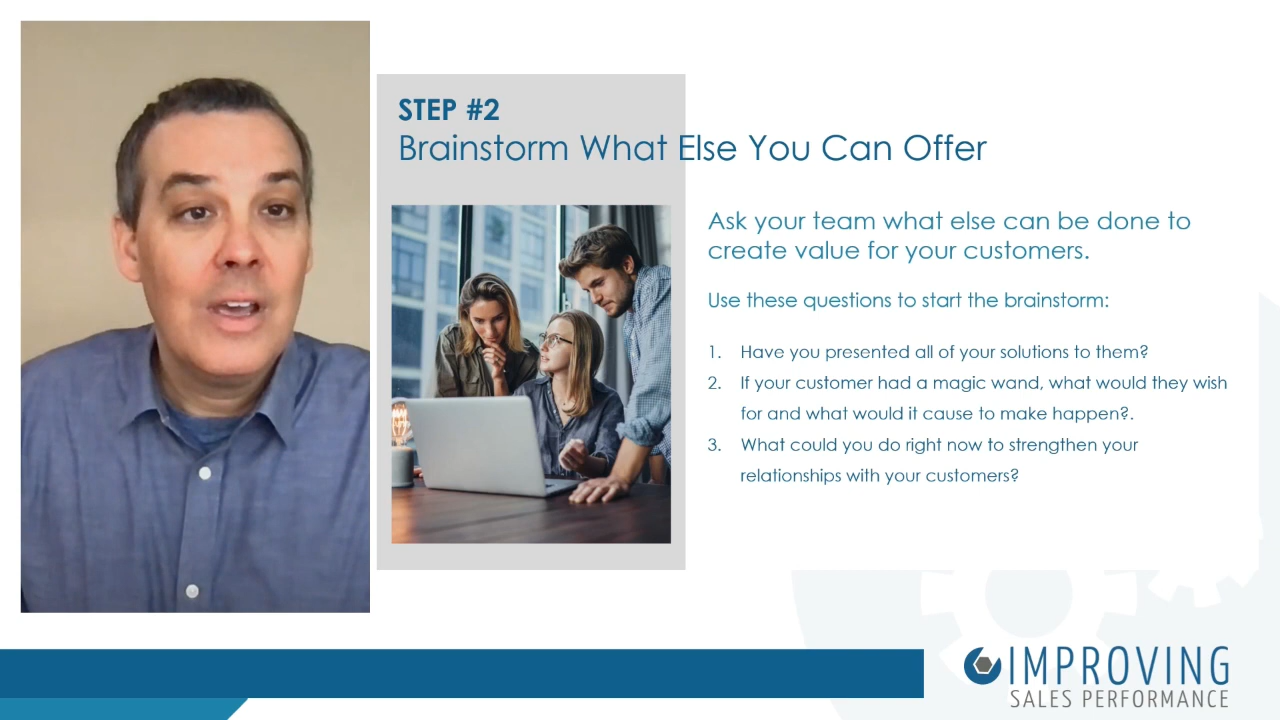 STEP #2
Brainstorm What Else You Can Offer
Ask your team what else can be done to
create value for your customers.
Use these questions to start the brainstorm:
1. Have you presented all of your solutions to them?
2. If your customer had a magic wand, what would they wish
for and what would it cause to make happen?.
3. What could you do right now to strengthen your
relationships with your customers?
IMPROVING
SALES PERFORMANCE